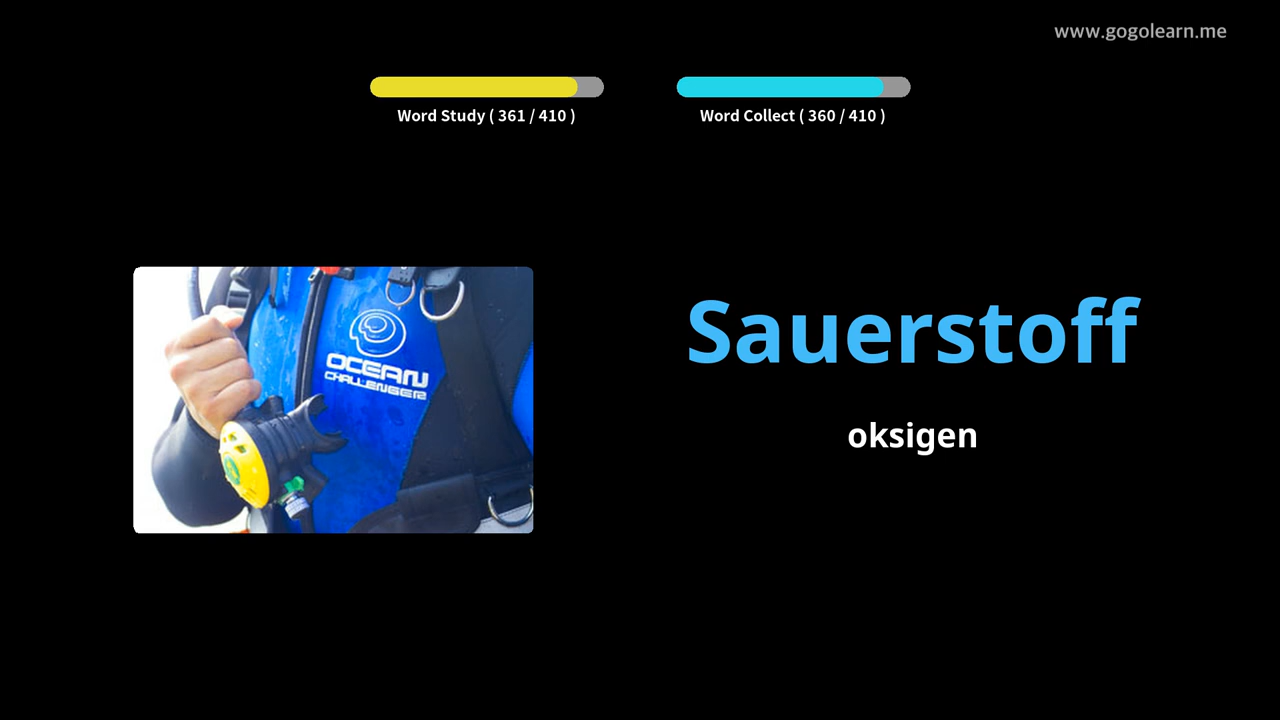 www.gogolearn.me
Word Study ( 361 / 410 )
Word Collect ( 360 / 410 )
OCEAN
CHALLENGER
Sauerstoff
oksigen